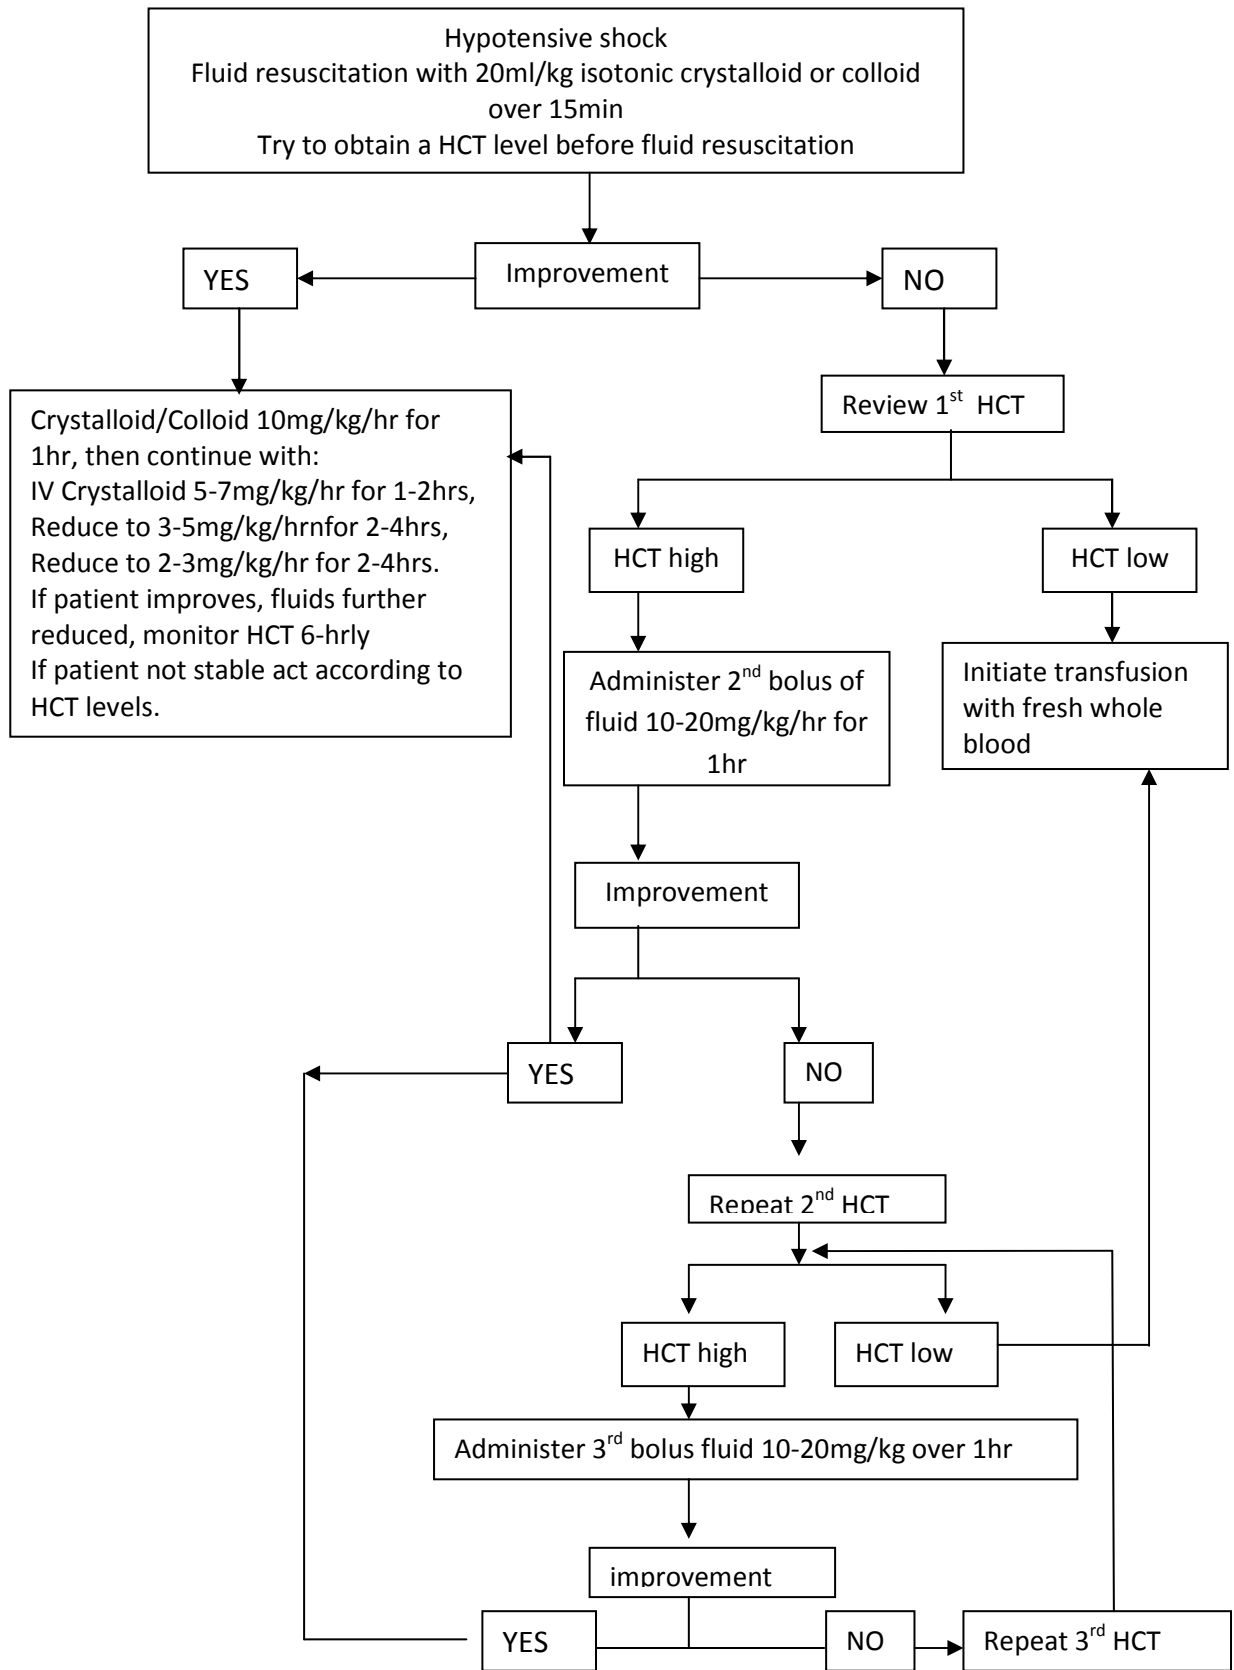 Hypotensive shock
Fluid resuscitation with 20ml/kg isotonic crystalloid or colloid
over 15min
Try to obtain a HCT level before fluid resuscitation
YES
Improvement
NO
Review 1st HCT
Crystalloid/Colloid 10mg/kg/hr for
1hr, then continue with:
IV Crystalloid 5-7mg/kg/hr for 1-2hrs,
Reduce to 3-5mg/kg/hrnfor 2-4hrs,
Reduce to 2-3mg/kg/hr for 2-4hrs.
If patient improves, fluids further
reduced, monitor HCT 6-hrly
If patient not stable act according to
HCT levels.
HCT high
HCT low
Administer 2nd bolus of
fluid 10-20mg/kg/hr for
1hr
Initiate transfusion
with fresh whole
blood
Improvement
YES
NO
Repeat 2nd HCT
HCT high
HCT low
Administer 3rd bolus fluid 10-20mg/kg over 1hr
improvement
YES
NO
Repeat 3rd HCT